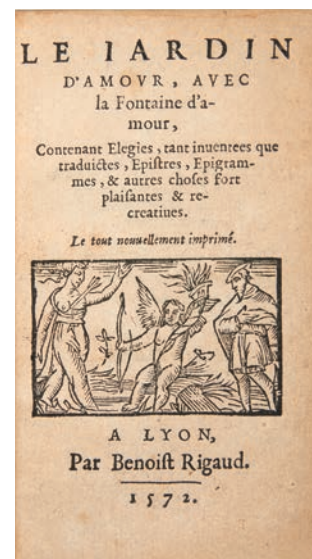 LE IARDIN
D'AMOVR, AVEC
la Fontaine d'a-
mour,
Contenant Elegies, tant inuentees que
traduictes, Epiſtres, Epigram-
mes, & autres choſes fort
plaiſantes & re-
creatiues.
Le tout nouuellement imprimé.
A LYON,
Par Benoiſt Rigaud.
1572.